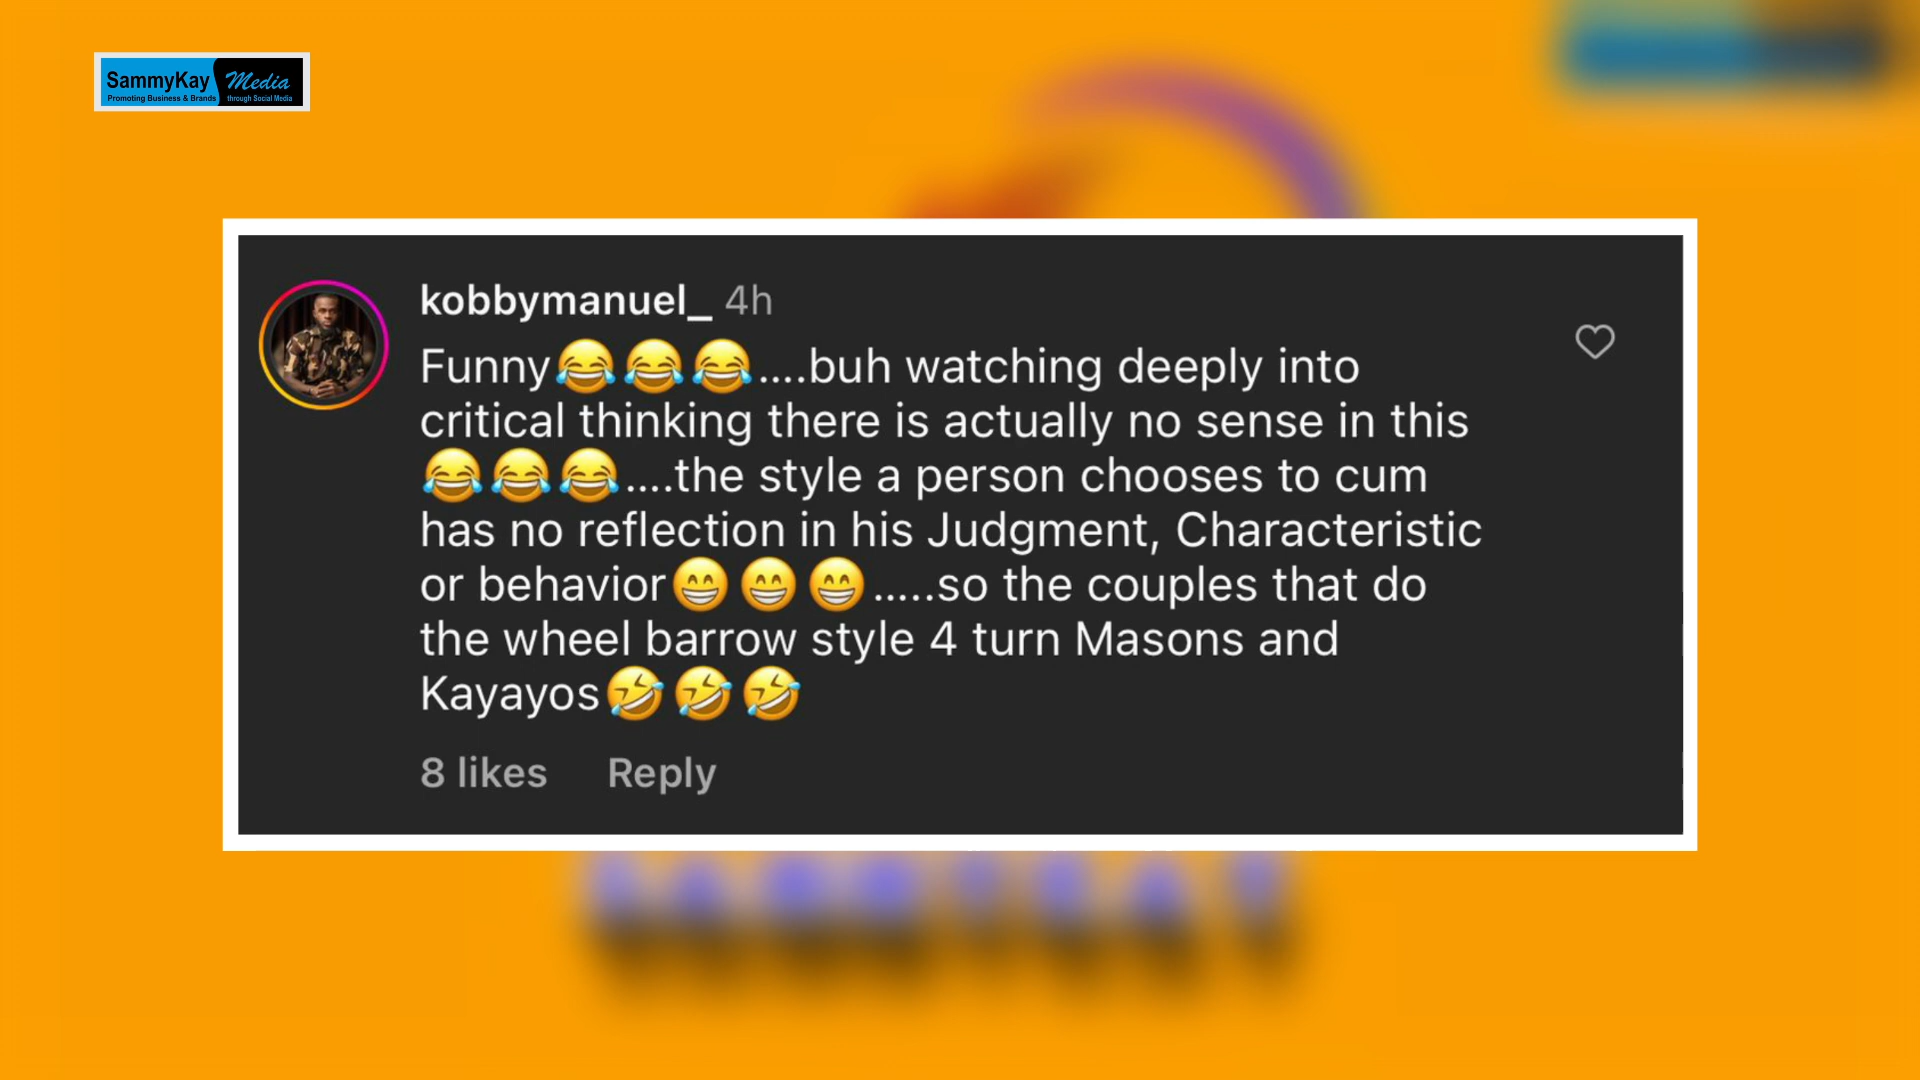 SammyKay Media
Promoting Business & Brands through Social Media
kobbymanuel_ 4h
Funny😂😂😂....buh watching deeply into
critical thinking there is actually no sense in this
😂😂😂....the style a person chooses to cum
has no reflection in his Judgment, Characteristic
or behavior😁😁😁.....so the couples that do
the wheel barrow style 4 turn Masons and
Kayayos🤣🤣🤣
8 likes Reply